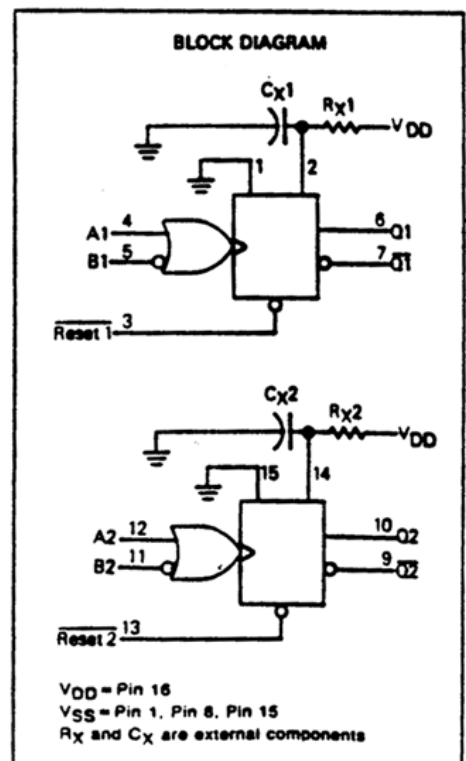 BLOCK DIAGRAM
CX1
RX1
VDD
1
2
A1 4
B1 5
6 Q1
7 Q1
Reset 1 3
CX2
RX2
VDD
15
14
A2 12
B2 11
10 Q2
9 Q2
Reset 2 13
VDD = Pin 16
VSS = Pin 1, Pin 8, Pin 15
RX and CX are external components